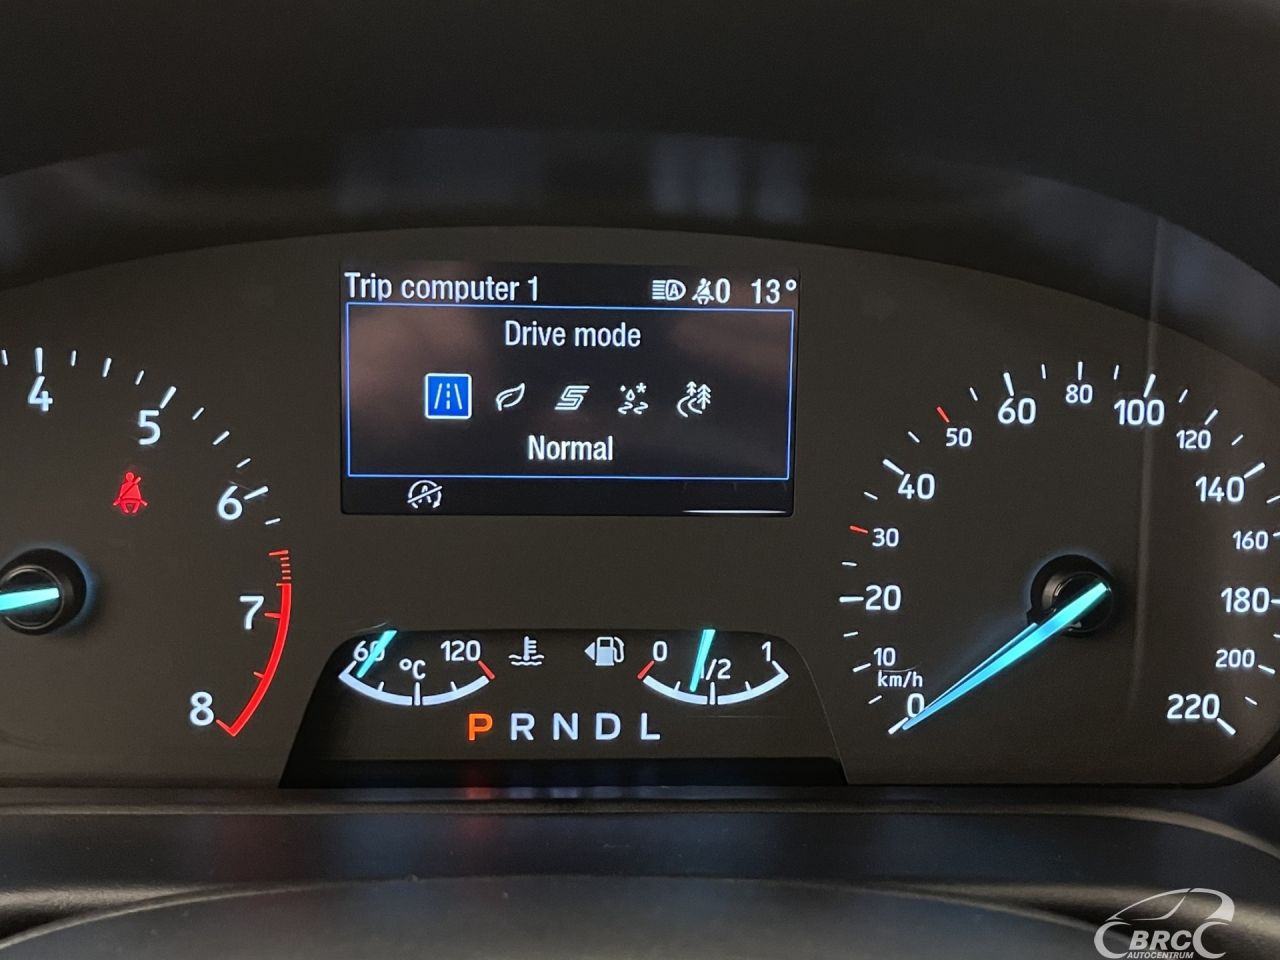 Trip computer 1 A 0 13°
Drive mode
Normal
A
4
5
6
7
8
60 120
°C
0 1/2 1
P R N D L
0
10
20
30
40
50
60
80
100
120
140
160
180
200
220
km/h
BRC
AUTOCENTRUM